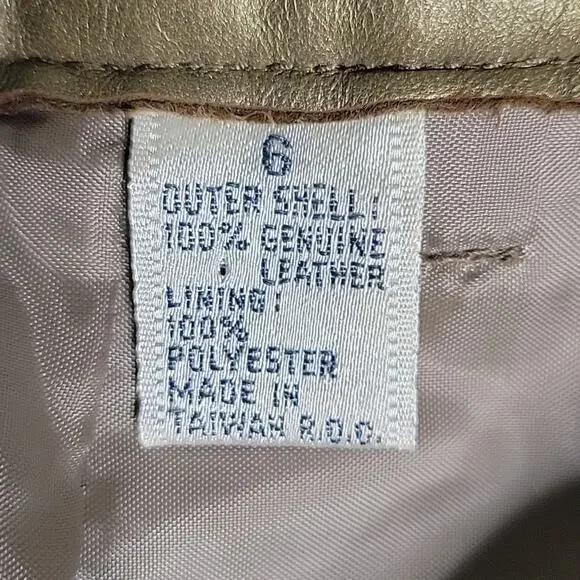 6
OUTER SHELL:
100% GENUINE
LEATHER
LINING:
100%
POLYESTER
MADE IN
TAIWAN R.O.C.